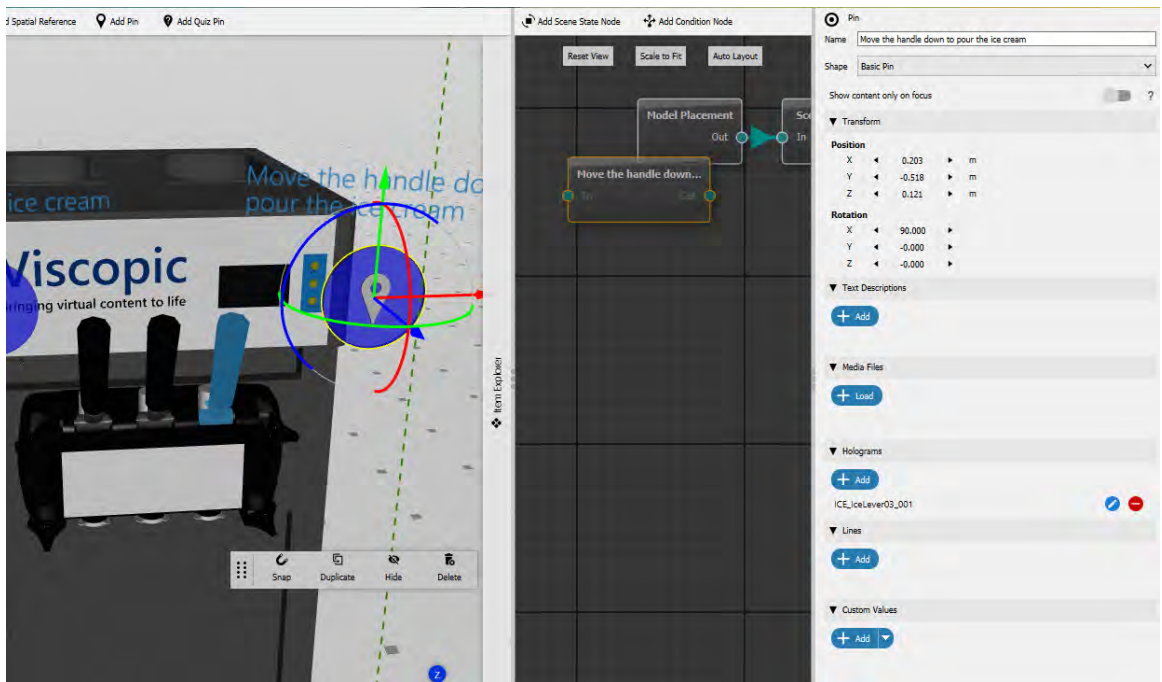 d Spatial Reference
Add Pin
Add Quiz Pin
Move the handle do
pour the ice cream
ice cream
Viscopic
ringing virtual content to life
Snap
Duplicate
Hide
Delete
Z
Item Explorer
Add Scene State Node
Add Condition Node
Reset View
Scale to Fit
Auto Layout
Model Placement
Out
Sce
In
Move the handle down...
In
Out
Pin
Name
Move the handle down to pour the ice cream
Shape
Basic Pin
Show content only on focus
?
Transform
Position
X 0.203 m
Y -0.518 m
Z 0.121 m
Rotation
X 90.000
Y -0.000
Z -0.000
Text Descriptions
+ Add
Media Files
+ Load
Holograms
+ Add
ICE_IceLever03_001
Lines
+ Add
Custom Values
+ Add